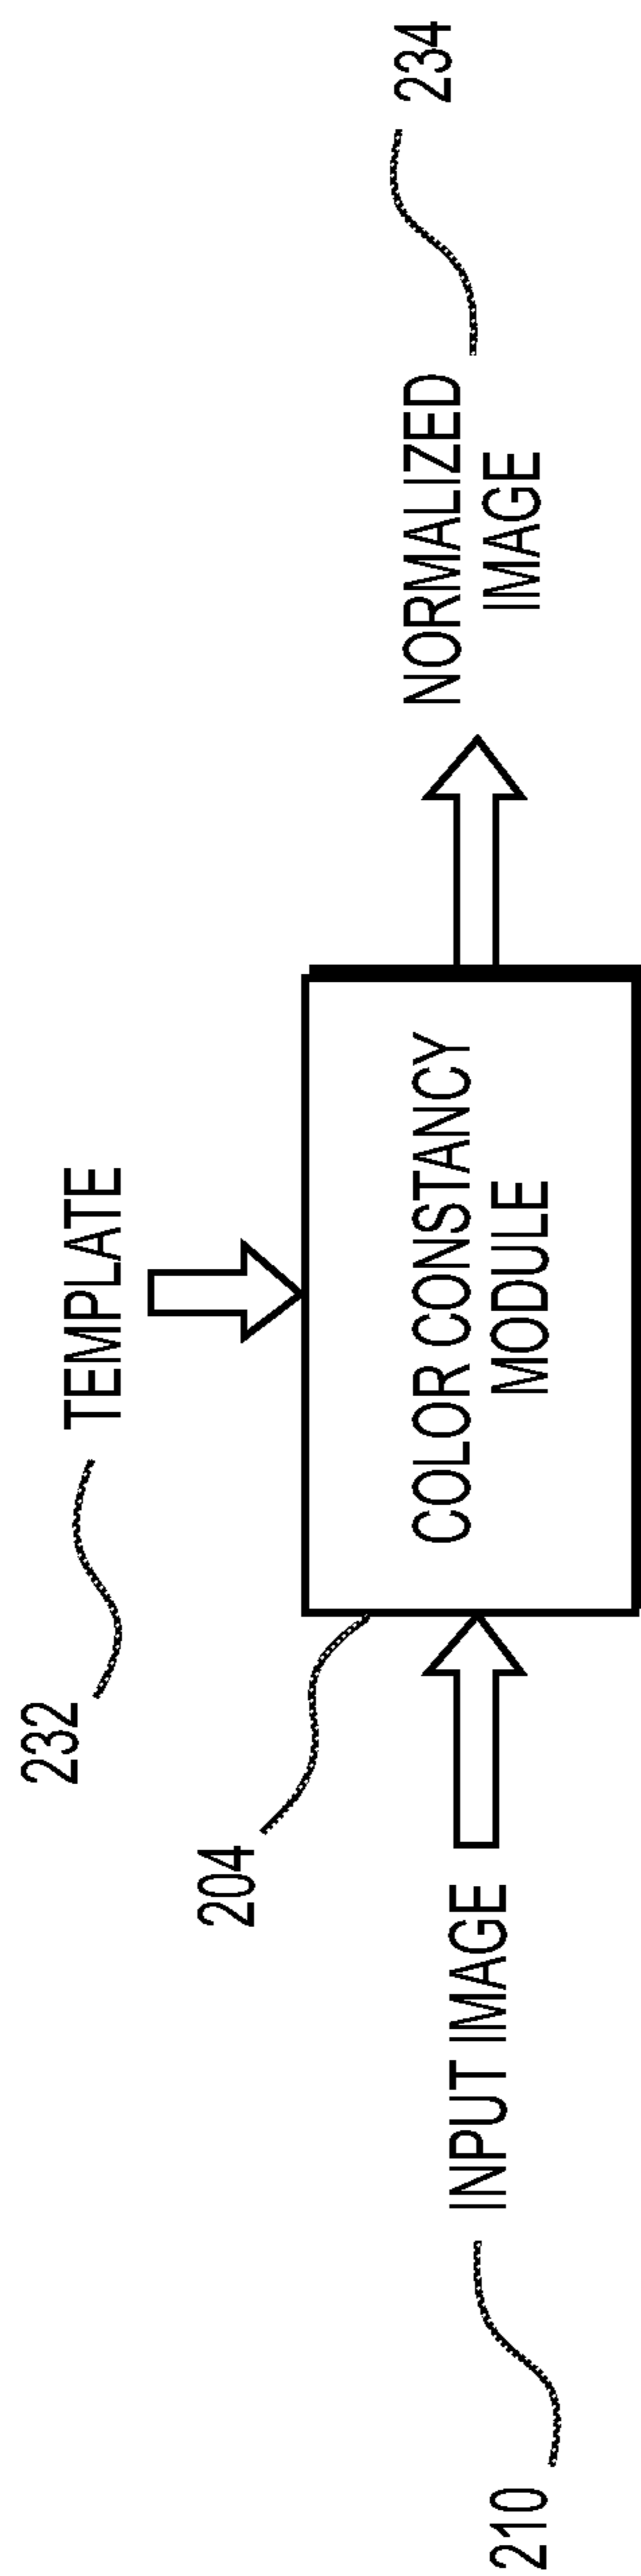 232
TEMPLATE
204
210
INPUT IMAGE
COLOR CONSTANCY
MODULE
NORMALIZED
IMAGE
234